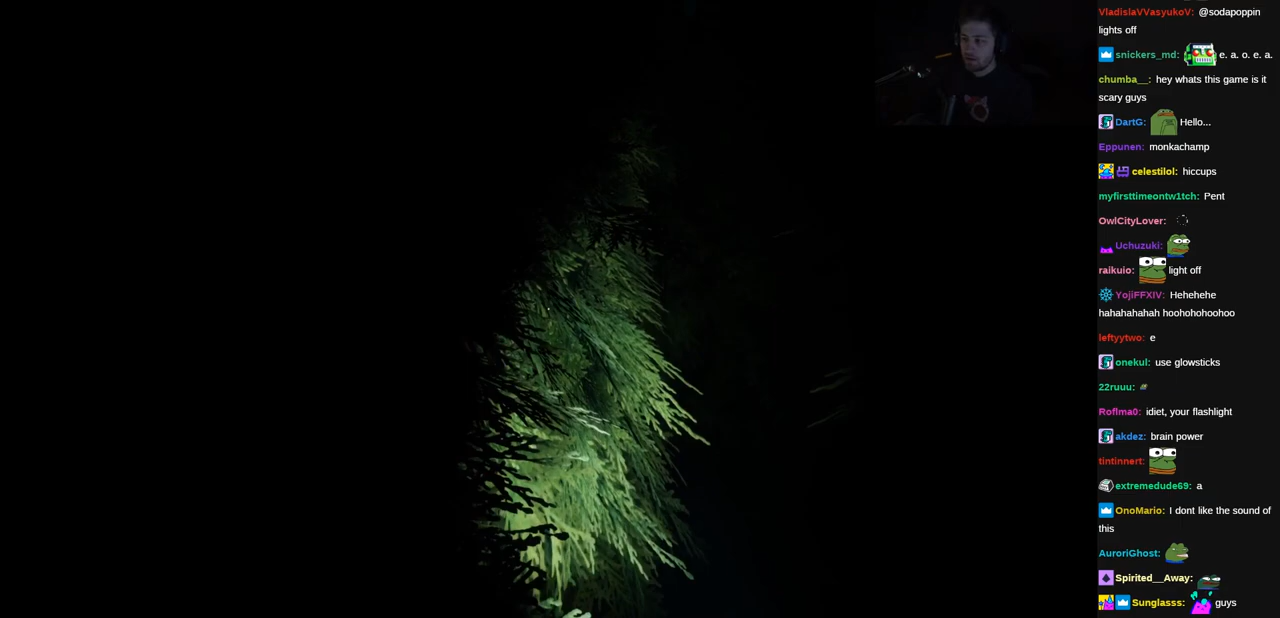 VladislaVVasyukoV: @sodapoppin
lights off
snickers_md: e. a. o. e. a.
chumba__: hey whats this game is it
scary guys
DartG: Hello...
Eppunen: monkachamp
celestilol: hiccups
myfirsttimeontw1tch: Pent
OwlCityLover:
Uchuzuki:
raikuio: light off
YojiFFXIV: Hehehehe
hahahahahah hoohohohoohoo
leftyytwo: e
onekul: use glowsticks
22ruuu:
Roflma0: idiet, your flashlight
akdez: brain power
tintinnert:
extremedude69: a
OnoMario: I dont like the sound of
this
AuroriGhost:
Spirited__Away:
Sunglasss: guys